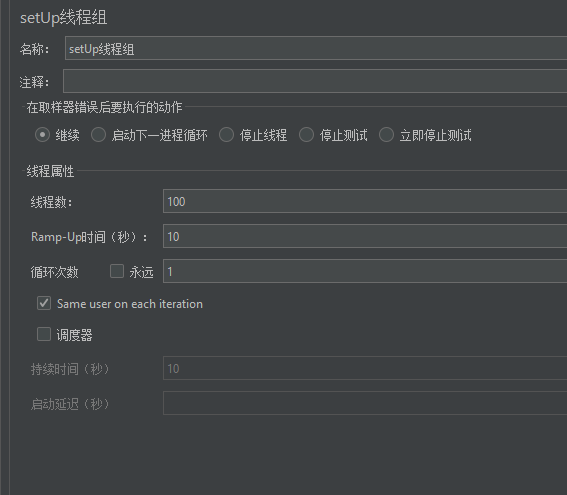 setUp线程组
名称： setUp线程组
注释：
在取样器错误后要执行的动作
继续 启动下一进程循环 停止线程 停止测试 立即停止测试
线程属性
线程数： 100
Ramp-Up时间（秒）： 10
循环次数 永远 1
Same user on each iteration
调度器
持续时间（秒） 10
启动延迟（秒）